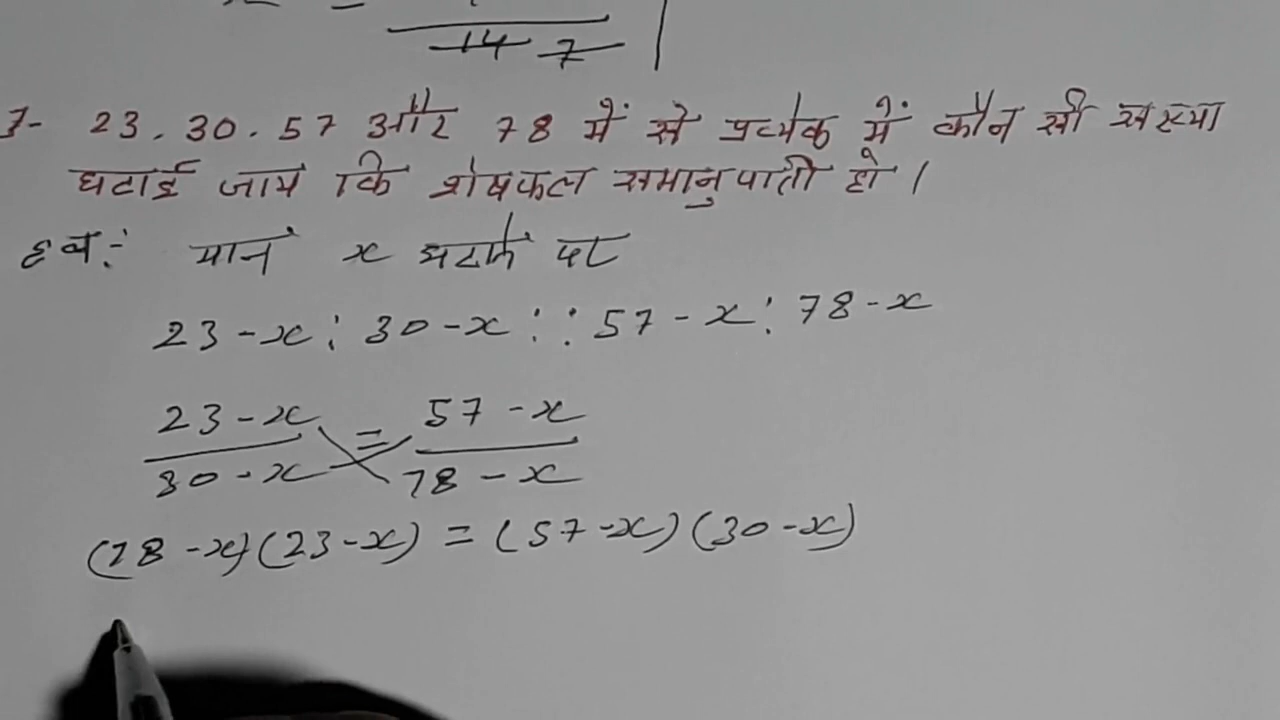 14 7
7- 23, 30, 57 और 78 में से प्रत्येक में कौन सी संख्या
घटाई जाय कि शेषफल समानुपाती हो।
हल:- माना x घटाने पर
23-x : 30-x :: 57-x : 78-x
23-x / 30-x = 57-x / 78-x
(78-x)(23-x) = (57-x)(30-x)